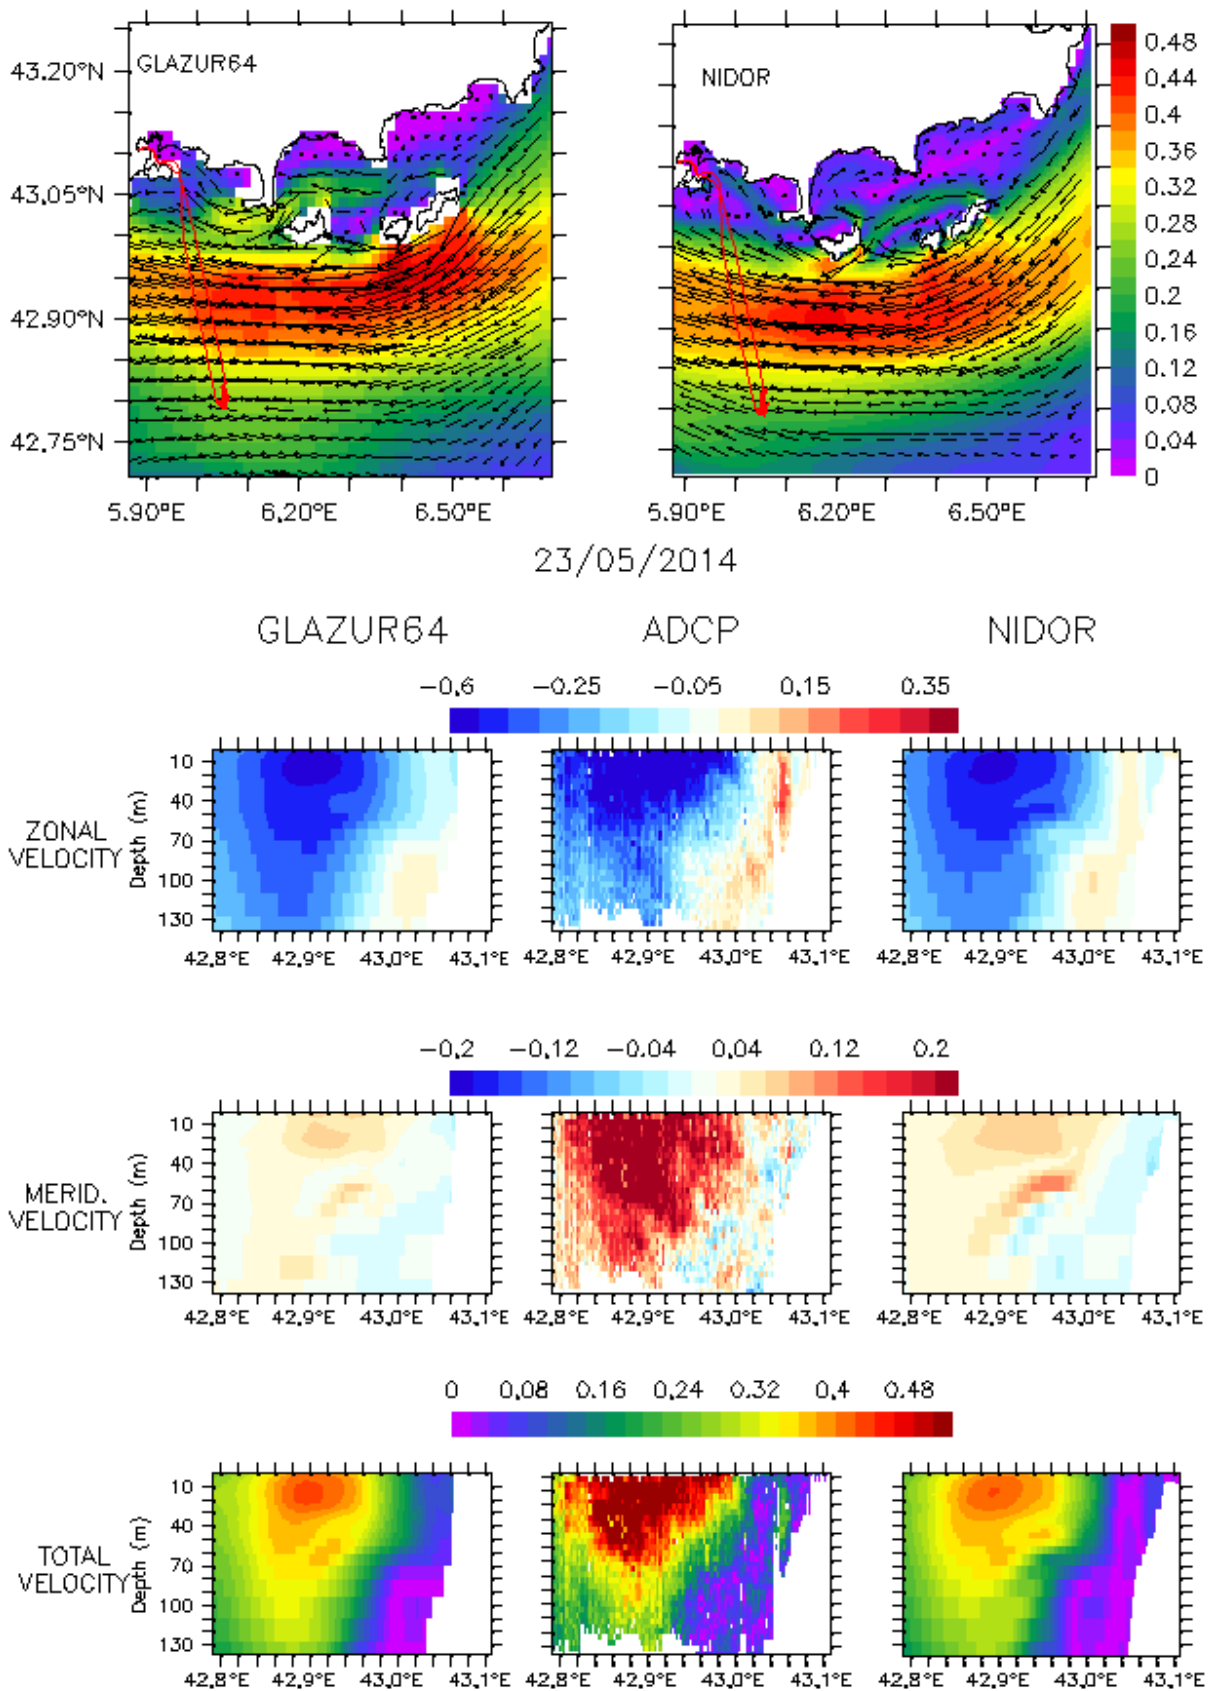 GLAZUR64
NIDOR
43.20°N
43.05°N
42.90°N
42.75°N
0.48
0.44
0.4
0.36
0.32
0.28
0.24
0.2
0.16
0.12
0.08
0.04
0
5.90°E 6.20°E 6.50°E
5.90°E 6.20°E 6.50°E
23/05/2014
GLAZUR64 ADCP NIDOR
−0.6 −0.25 −0.05 0.15 0.35
ZONAL
VELOCITY
Depth (m)
10
40
70
100
130
42.8°E 42.9°E 43.0°E 43.1°E
42.8°E 42.9°E 43.0°E 43.1°E
42.8°E 42.9°E 43.0°E 43.1°E
−0.2 −0.12 −0.04 0.04 0.12 0.2
MERID.
VELOCITY
Depth (m)
10
40
70
100
130
42.8°E 42.9°E 43.0°E 43.1°E
42.8°E 42.9°E 43.0°E 43.1°E
42.8°E 42.9°E 43.0°E 43.1°E
0 0.08 0.16 0.24 0.32 0.4 0.48
TOTAL
VELOCITY
Depth (m)
10
40
70
100
130
42.8°E 42.9°E 43.0°E 43.1°E
42.8°E 42.9°E 43.0°E 43.1°E
42.8°E 42.9°E 43.0°E 43.1°E